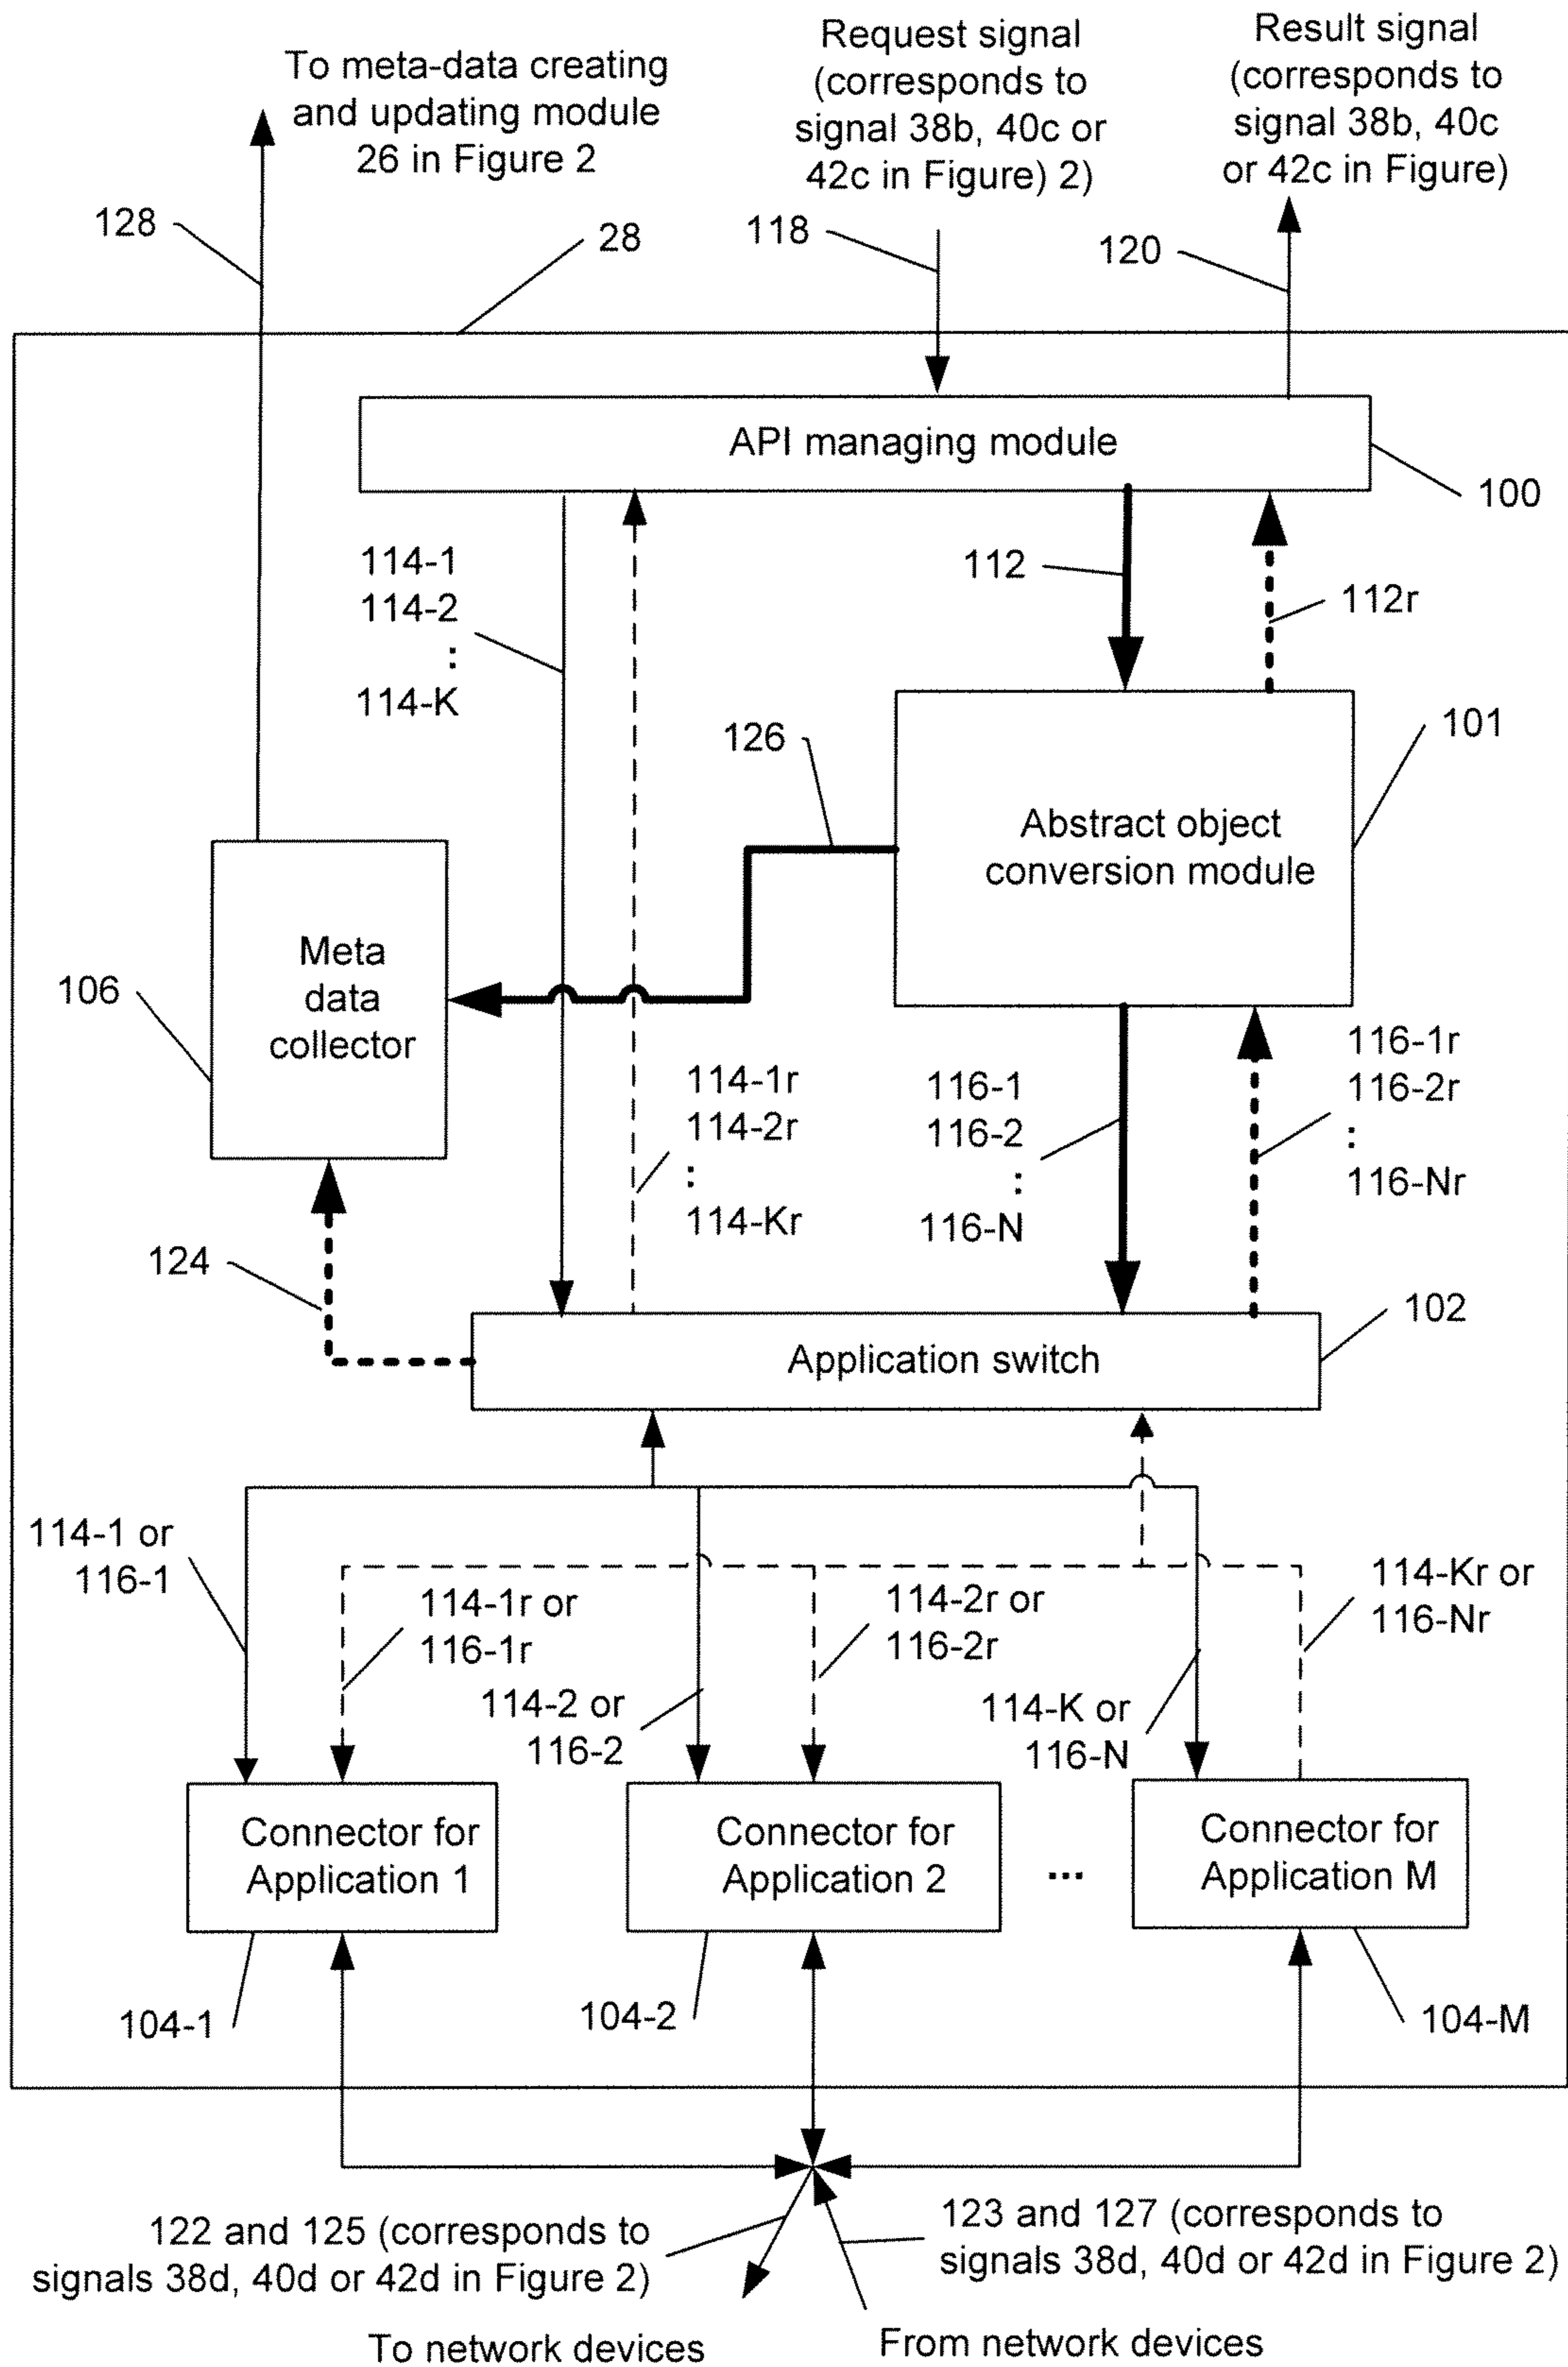 To meta-data creating
and updating module
26 in Figure 2
Request signal
(corresponds to
signal 38b, 40c or
42c in Figure) 2)
Result signal
(corresponds to
signal 38b, 40c
or 42c in Figure)
128
28
118
120
API managing module
100
114-1
114-2
:
114-K
112
112r
126
101
Abstract object
conversion module
Meta
data
collector
106
114-1r
114-2r
:
114-Kr
116-1
116-2
:
116-N
116-1r
116-2r
:
116-Nr
124
102
Application switch
114-1 or
116-1
114-1r or
116-1r
114-2 or
116-2
114-2r or
116-2r
114-K or
116-N
114-Kr or
116-Nr
Connector for
Application 1
Connector for
Application 2
...
Connector for
Application M
104-1
104-2
104-M
122 and 125 (corresponds to
signals 38d, 40d or 42d in Figure 2)
123 and 127 (corresponds to
signals 38d, 40d or 42d in Figure 2)
To network devices
From network devices